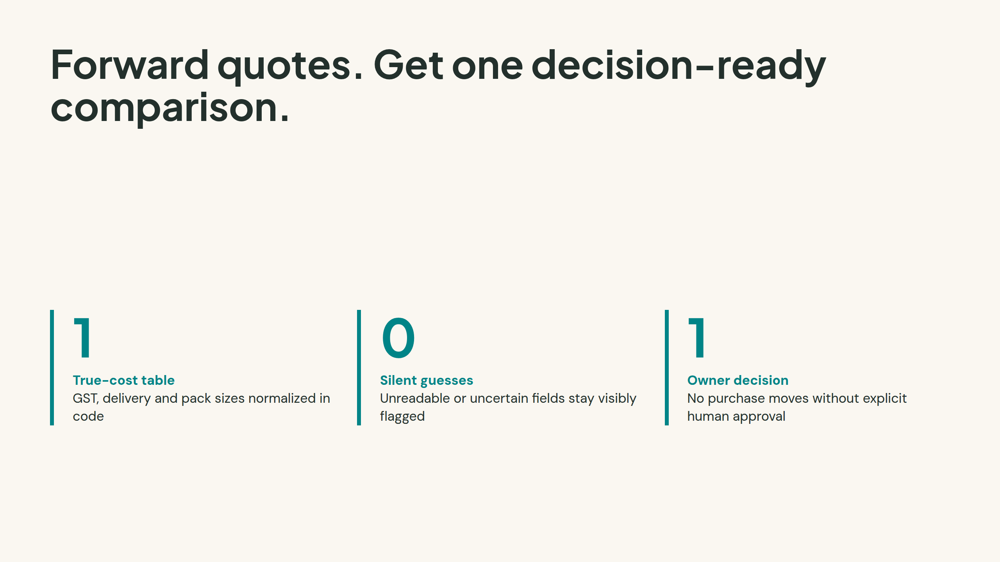 Forward quotes. Get one decision-ready
comparison.
1
True-cost table
GST, delivery and pack sizes normalized in
code
0
Silent guesses
Unreadable or uncertain fields stay visibly
flagged
1
Owner decision
No purchase moves without explicit
human approval